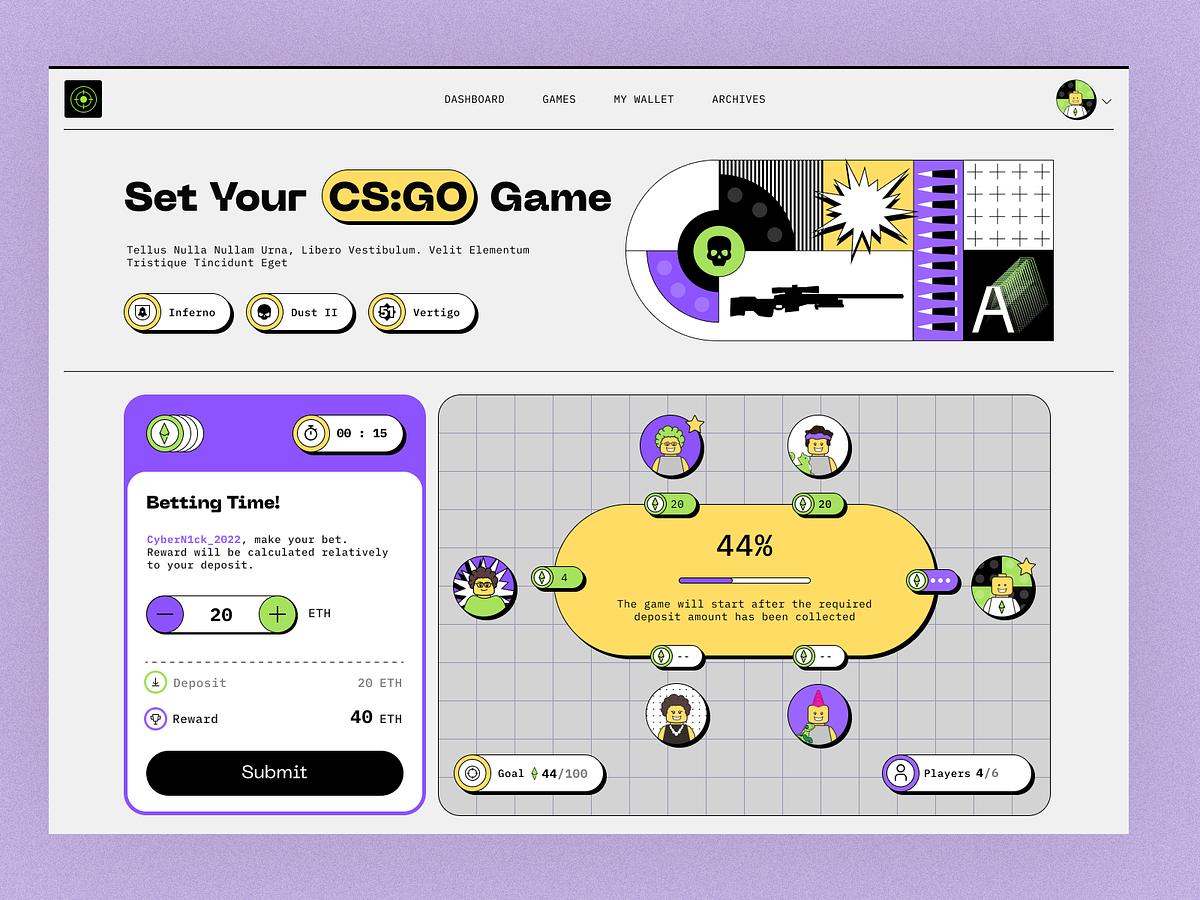 DASHBOARD GAMES MY WALLET ARCHIVES
Set Your CS:GO Game
Tellus Nulla Nullam Urna, Libero Vestibulum. Velit Elementum
Tristique Tincidunt Eget
Inferno Dust II Vertigo
A
00 : 15
Betting Time!
CyberN1ck_2022, make your bet.
Reward will be calculated relatively
to your deposit.
20 ETH
Deposit 20 ETH
Reward 40 ETH
Submit
20 20
44%
4
The game will start after the required
deposit amount has been collected
-- --
Goal 44/100
Players 4/6